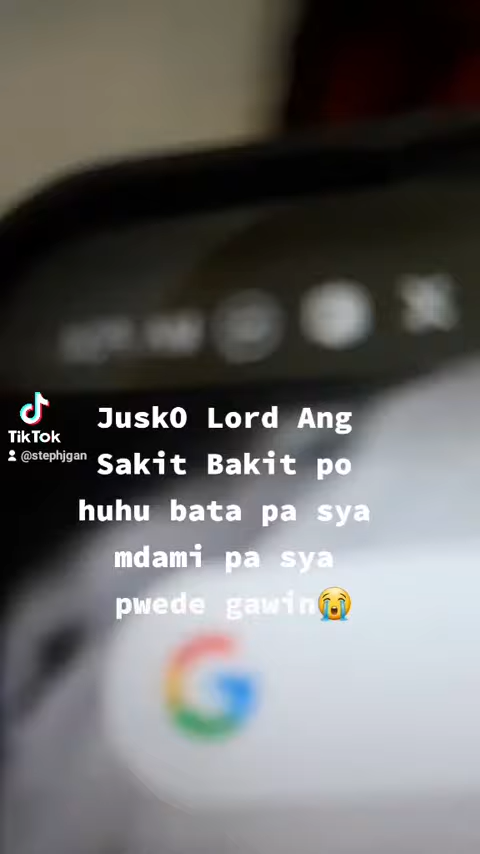 JuskO Lord Ang
Sakit Bakit po
huhu bata pa sya
mdami pa sya
pwede gawin😭
TikTok
@stephjgan
G